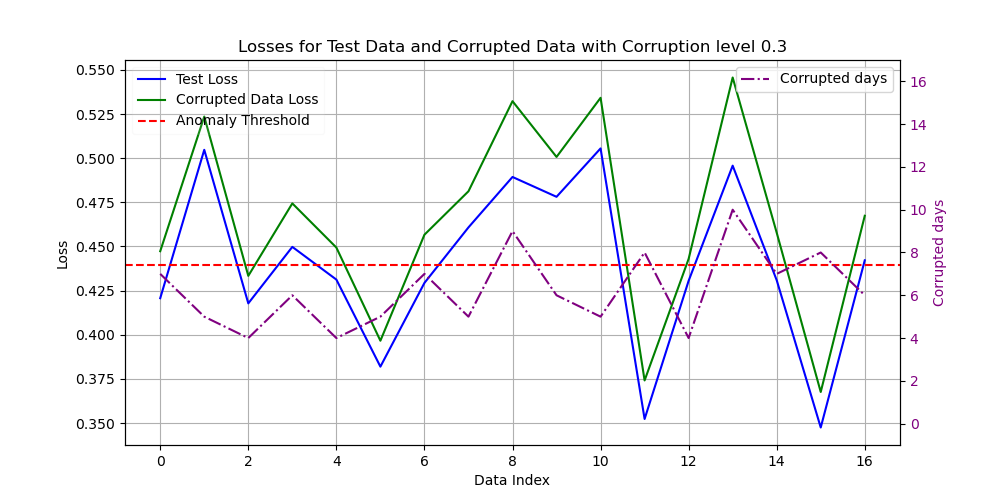 Losses for Test Data and Corrupted Data with Corruption level 0.3
Test Loss
Corrupted Data Loss
Anomaly Threshold
Corrupted days
0.550
0.525
0.500
0.475
0.450
0.425
0.400
0.375
0.350
Loss
16
14
12
10
8
6
4
2
0
Corrupted days
0 2 4 6 8 10 12 14 16
Data Index